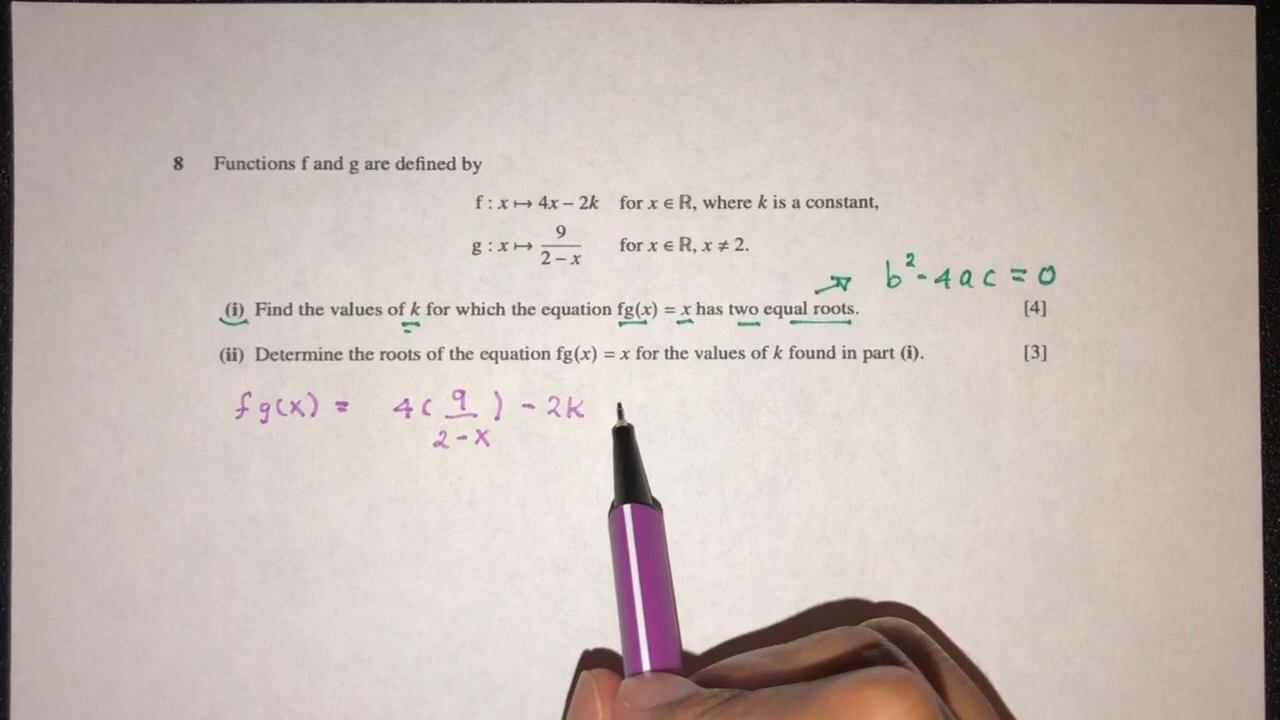 8 Functions f and g are defined by
f : x ↦ 4x − 2k for x ∈ ℝ, where k is a constant,
g : x ↦ 9/(2 − x) for x ∈ ℝ, x ≠ 2.
b² - 4ac = 0
(i) Find the values of k for which the equation fg(x) = x has two equal roots. [4]
(ii) Determine the roots of the equation fg(x) = x for the values of k found in part (i). [3]
fg(x) = 4(9/(2-x)) - 2k